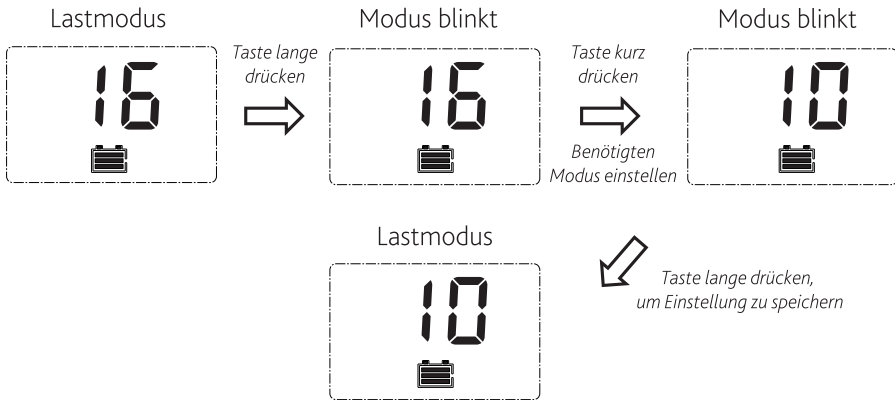 Lastmodus
16
Taste lange
drücken
Modus blinkt
16
Taste kurz
drücken
Benötigten
Modus einstellen
Modus blinkt
10
Taste lange drücken,
um Einstellung zu speichern
Lastmodus
10